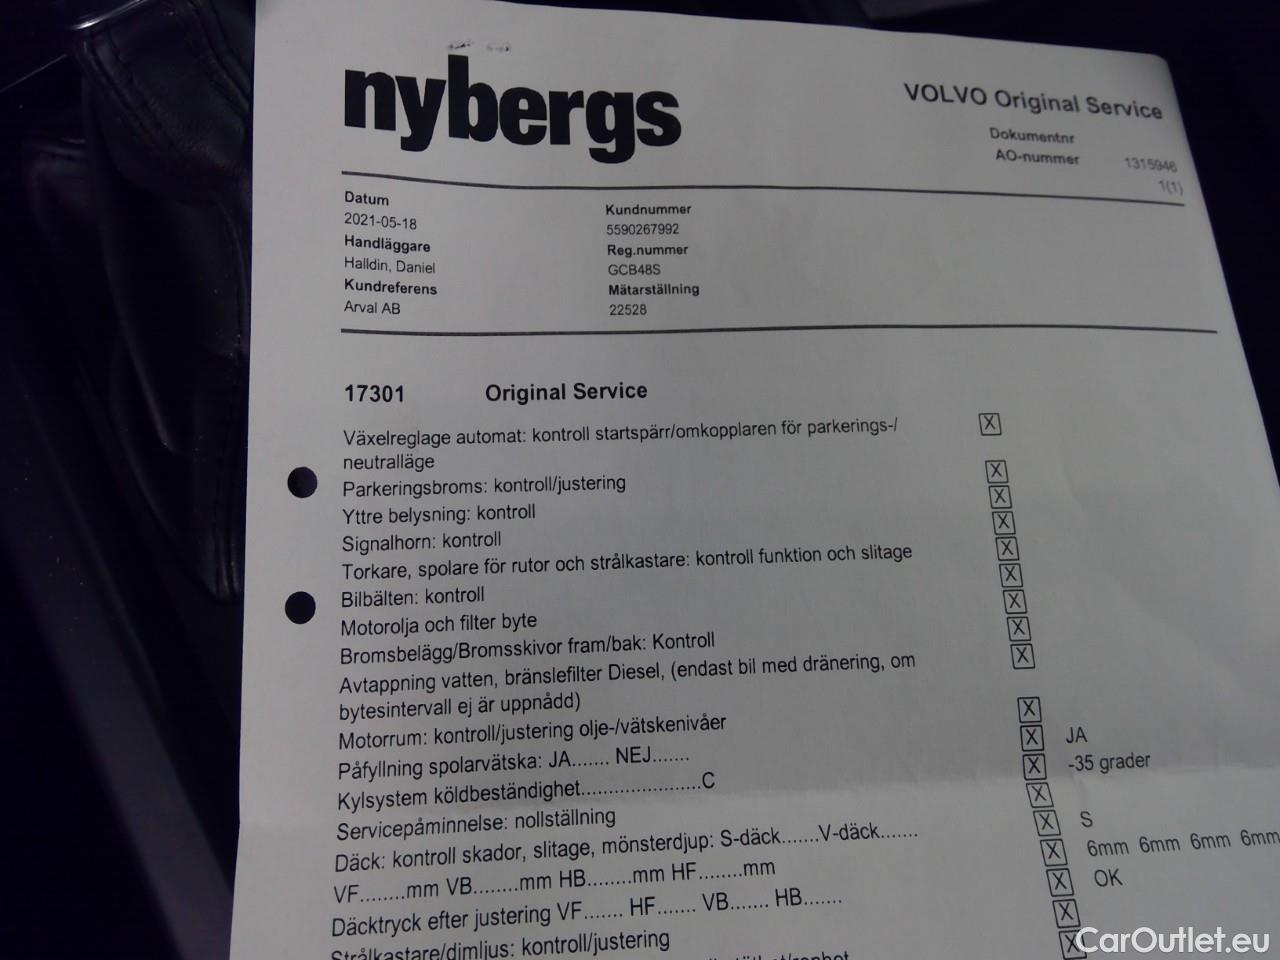 nybergs
VOLVO Original Service
Dokumentnr
AO-nummer 1315946
1(1)
Datum
2021-05-18
Handläggare
Halldin, Daniel
Kundreferens
Arval AB
Kundnummer
5590267992
Reg.nummer
GCB48S
Mätarställning
22528
17301 Original Service
Växelreglage automat: kontroll startspärr/omkopplaren för parkerings-/ X
neutralläge
Parkeringsbroms: kontroll/justering X
Yttre belysning: kontroll X
Signalhorn: kontroll X
Torkare, spolare för rutor och strålkastare: kontroll funktion och slitage X
Bilbälten: kontroll X
Motorolja och filter byte X
Bromsbelägg/Bromsskivor fram/bak: Kontroll X
Avtappning vatten, bränslefilter Diesel, (endast bil med dränering, om X
bytesintervall ej är uppnådd)
Motorrum: kontroll/justering olje-/vätskenivåer X
Påfyllning spolarvätska: JA....... NEJ....... X JA
Kylsystem köldbeständighet......................C X -35 grader
Servicepåminnelse: nollställning X
Däck: kontroll skador, slitage, mönsterdjup: S-däck.......V-däck....... X S
VF........mm VB........mm HB........mm HF........mm X 6mm 6mm 6mm 6mm
Däcktryck efter justering VF....... HF....... VB....... HB....... X OK
Strålkastare/dimljus: kontroll/justering X
X
CarOutlet.eu